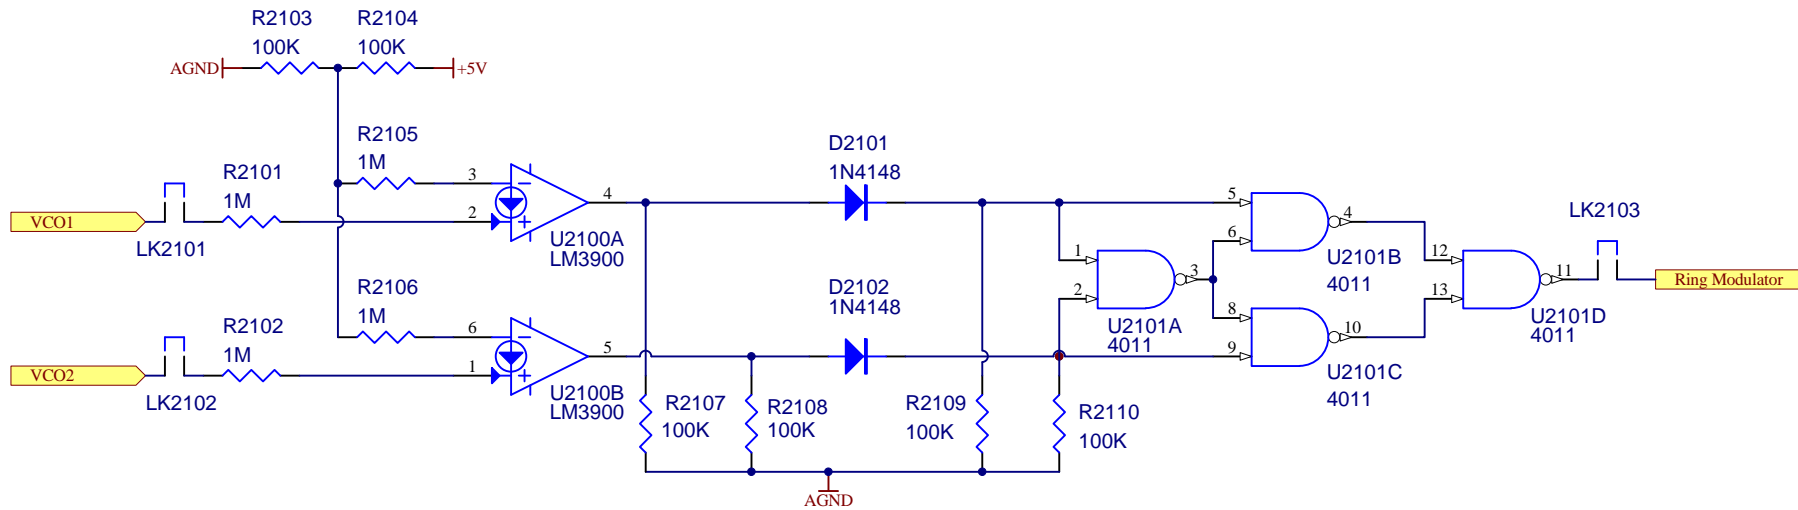 R2103
100K
R2104
100K
AGND
+5V
R2105
1M
R2101
1M
VCO1
LK2101
3
2
4
U2100A
LM3900
D2101
1N4148
R2106
1M
R2102
1M
VCO2
LK2102
6
1
5
U2100B
LM3900
D2102
1N4148
R2107
100K
R2108
100K
R2109
100K
R2110
100K
AGND
1
2
3
U2101A
4011
5
6
4
U2101B
4011
8
9
10
U2101C
4011
12
13
11
U2101D
4011
LK2103
Ring Modulator